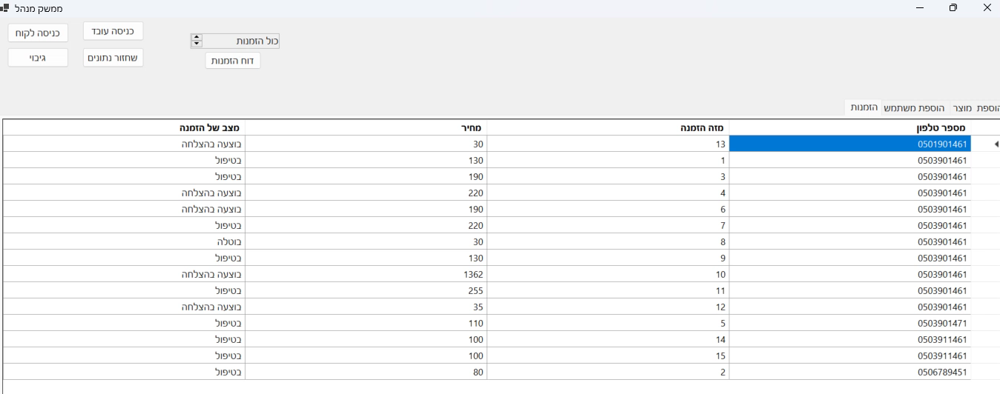 ממשק מנהל
כניסה לקוח
כניסה עובד
כול הזמנות
גיבוי
שחזור נתונים
דוח הזמנות
הוספת מוצר הוספת משתמש הזמנות
מספר טלפון מזה הזמנה מחיר מצב של הזמנה
0501901461 13 30 בוצעה בהצלחה
0503901461 1 130 בטיפול
0503901461 3 190 בטיפול
0503901461 4 220 בוצעה בהצלחה
0503901461 6 190 בוצעה בהצלחה
0503901461 7 220 בטיפול
0503901461 8 30 בוטלה
0503901461 9 130 בטיפול
0503901461 10 1362 בוצעה בהצלחה
0503901461 11 255 בטיפול
0503901461 12 35 בוצעה בהצלחה
0503901471 5 110 בטיפול
0503911461 14 100 בטיפול
0503911461 15 100 בטיפול
0506789451 2 80 בטיפול